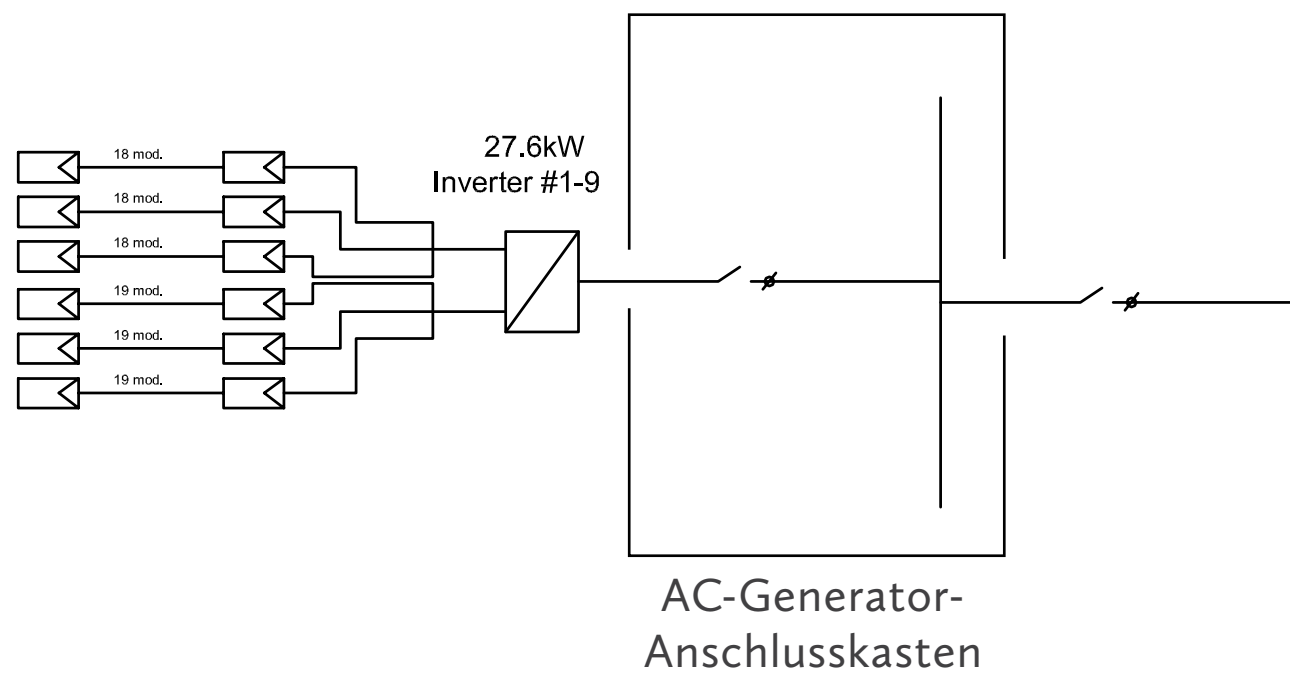 27.6kW
Inverter #1-9
18 mod.
18 mod.
18 mod.
19 mod.
19 mod.
19 mod.
AC-Generator-
Anschlusskasten